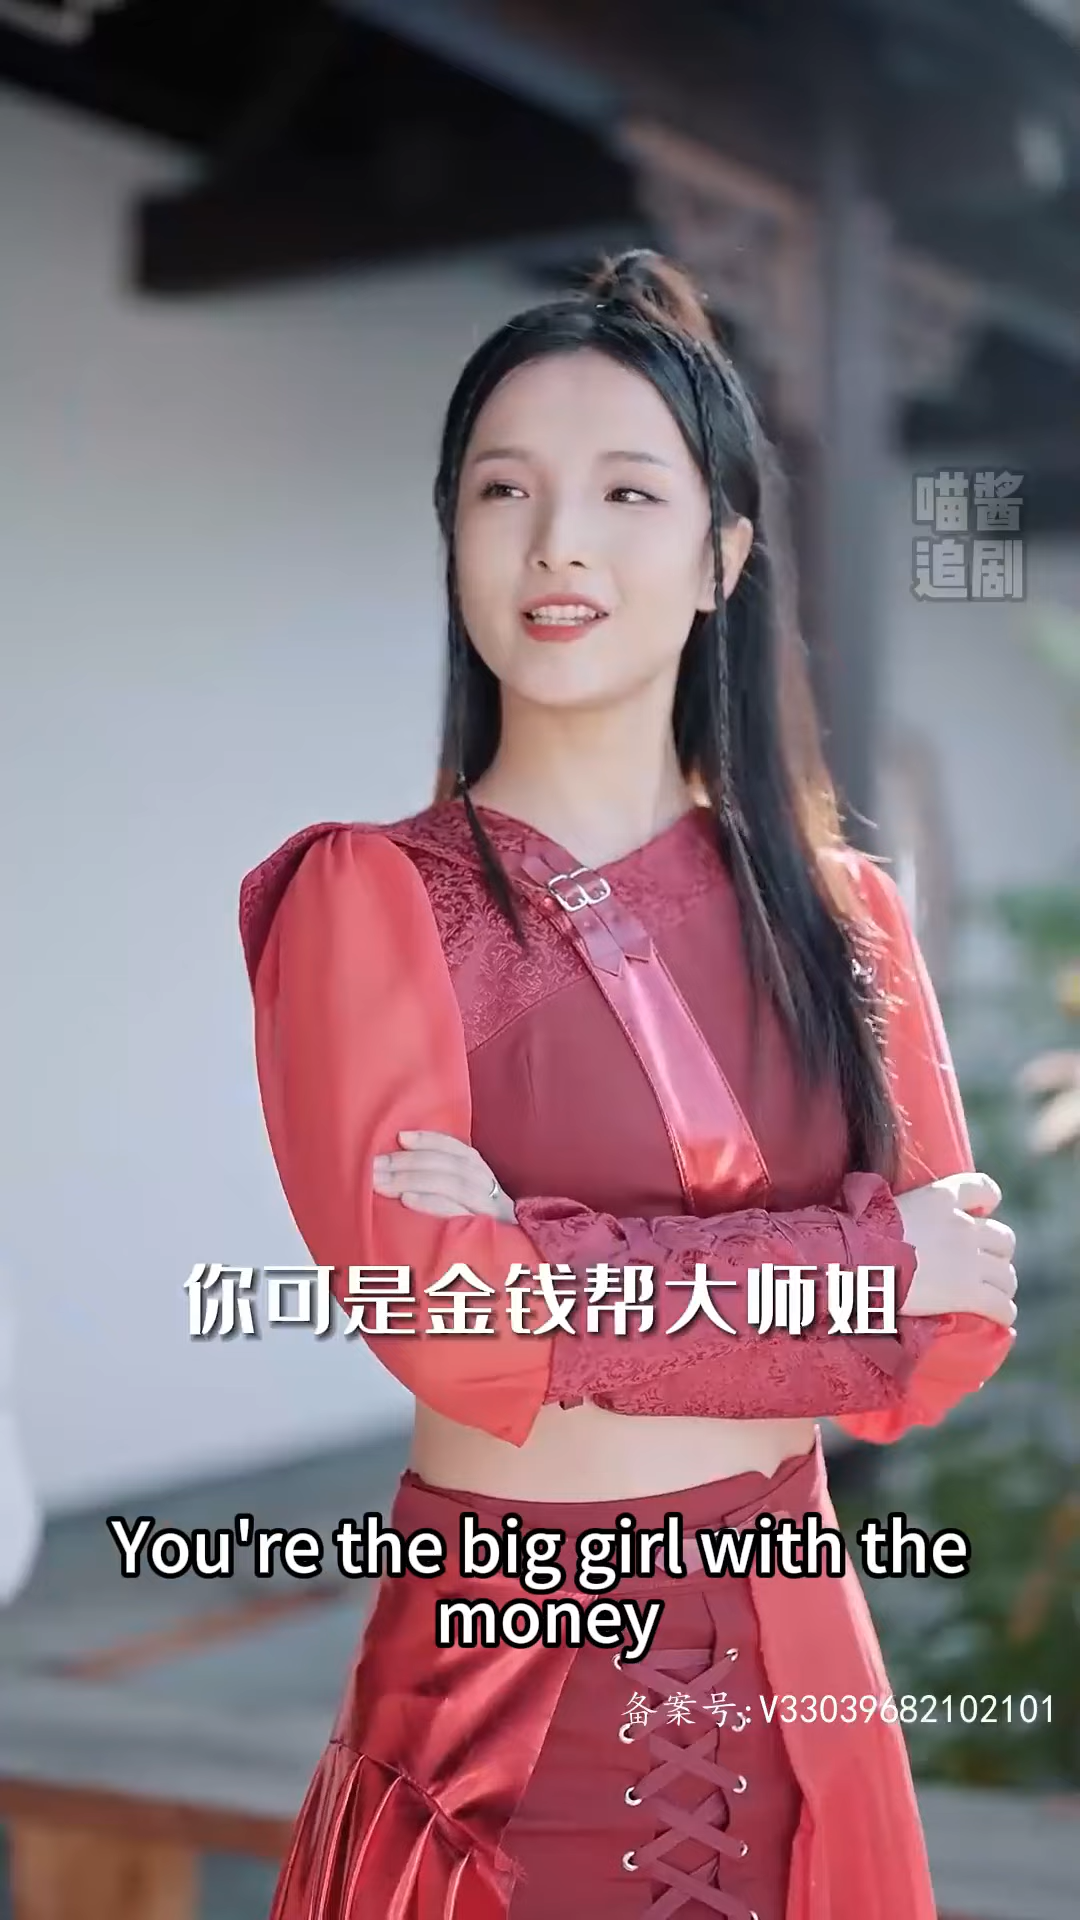 喵酱
追剧
你可是金钱帮大师姐
You're the big girl with the
money
备案号:V33039682102101